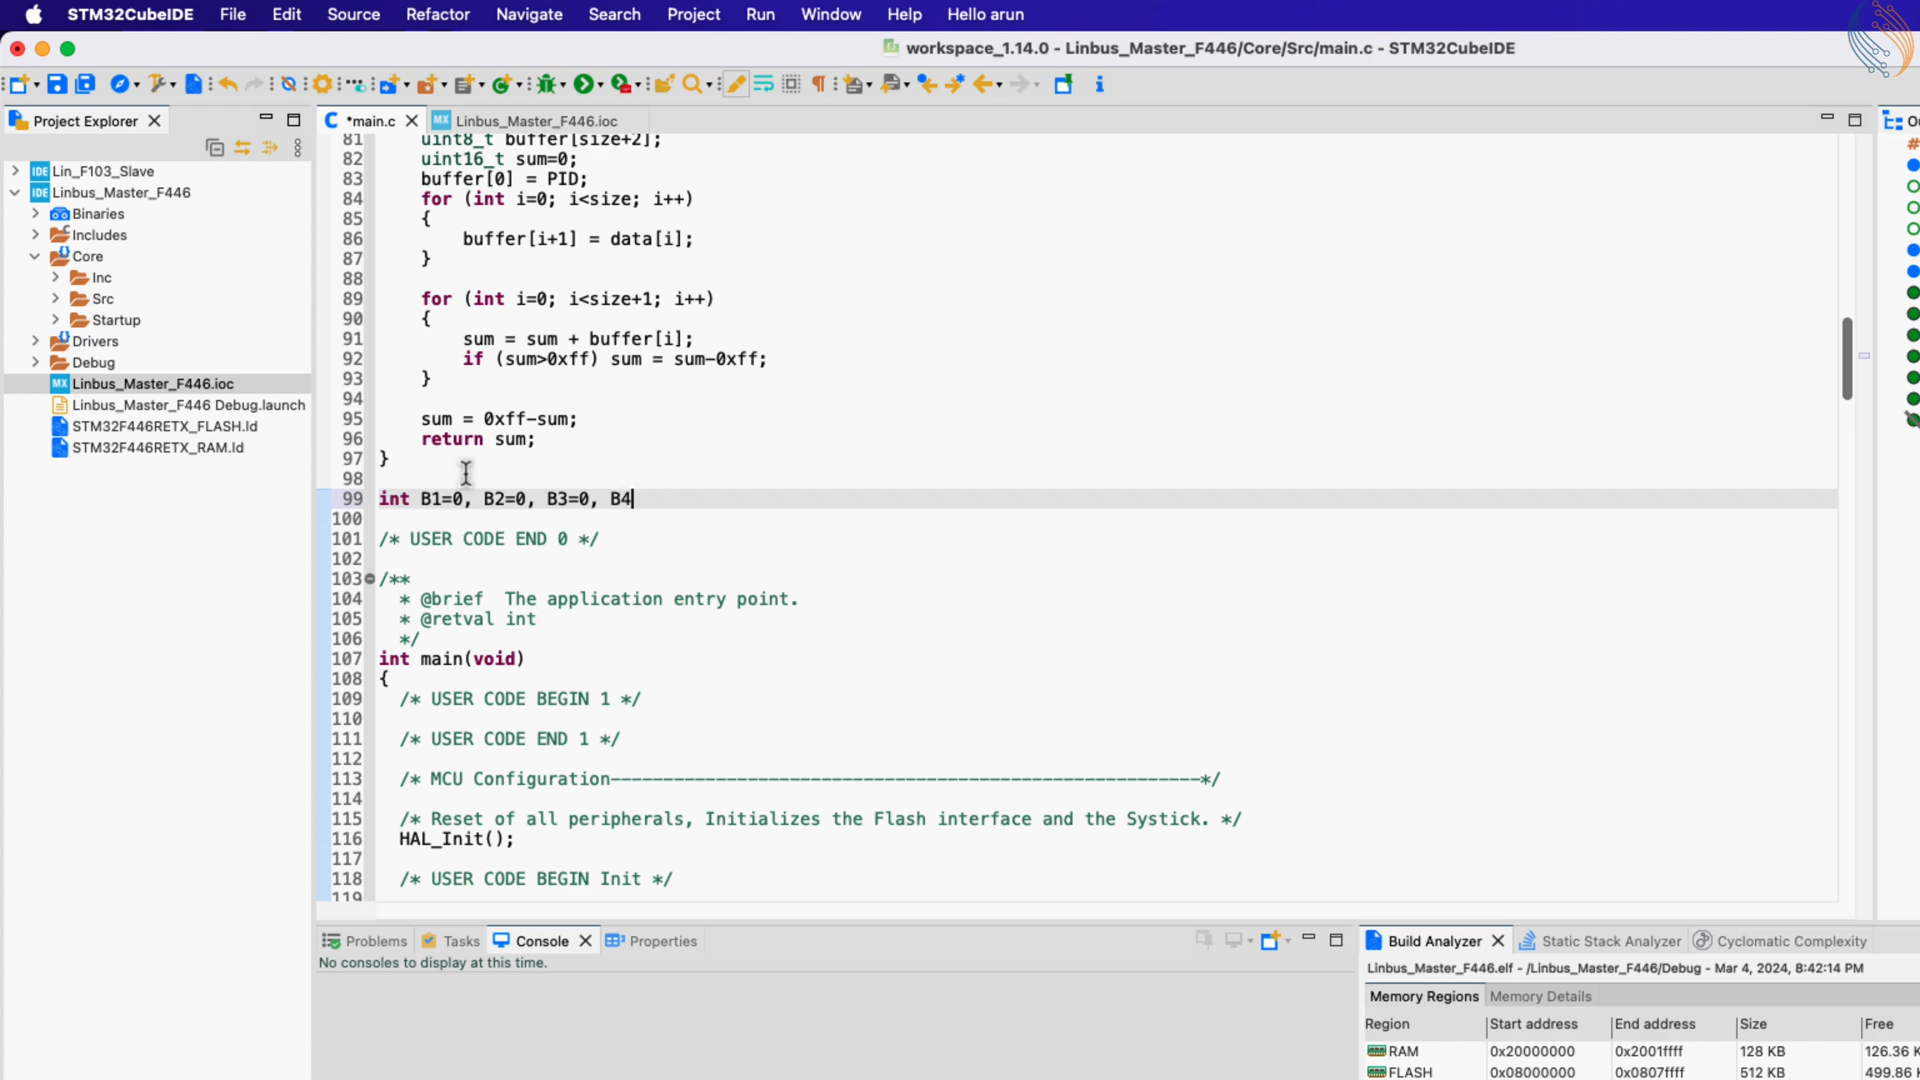 STM32CubeIDE File Edit Source Refactor Navigate Search Project Run Window Help Hello arun
workspace_1.14.0 - Linbus_Master_F446/Core/Src/main.c - STM32CubeIDE
Project Explorer
Lin_F103_Slave
Linbus_Master_F446
Binaries
Includes
Core
Inc
Src
Startup
Drivers
Debug
Linbus_Master_F446.ioc
Linbus_Master_F446 Debug.launch
STM32F446RETX_FLASH.ld
STM32F446RETX_RAM.ld
*main.c Linbus_Master_F446.ioc
81 uint8_t buffer[size+2];
82 uint16_t sum=0;
83 buffer[0] = PID;
84 for (int i=0; i<size; i++)
85 {
86 buffer[i+1] = data[i];
87 }
88
89 for (int i=0; i<size+1; i++)
90 {
91 sum = sum + buffer[i];
92 if (sum>0xff) sum = sum-0xff;
93 }
94
95 sum = 0xff-sum;
96 return sum;
97 }
98
99 int B1=0, B2=0, B3=0, B4
100
101 /* USER CODE END 0 */
102
103 /**
104 * @brief The application entry point.
105 * @retval int
106 */
107 int main(void)
108 {
109 /* USER CODE BEGIN 1 */
110
111 /* USER CODE END 1 */
112
113 /* MCU Configuration--------------------------------------------------------*/
114
115 /* Reset of all peripherals, Initializes the Flash interface and the Systick. */
116 HAL_Init();
117
118 /* USER CODE BEGIN Init */
119
Problems Tasks Console Properties
No consoles to display at this time.
Build Analyzer Static Stack Analyzer Cyclomatic Complexity
Linbus_Master_F446.elf - /Linbus_Master_F446/Debug - Mar 4, 2024, 8:42:14 PM
Memory Regions Memory Details
Region Start address End address Size Free
RAM 0x20000000 0x2001ffff 128 KB 126.36 K
FLASH 0x08000000 0x0807ffff 512 KB 499.86 K